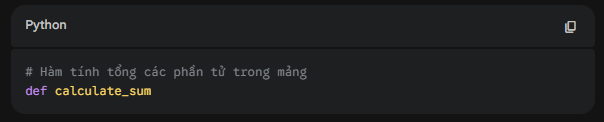 Python
# Hàm tính tổng các phần tử trong mảng
def calculate_sum